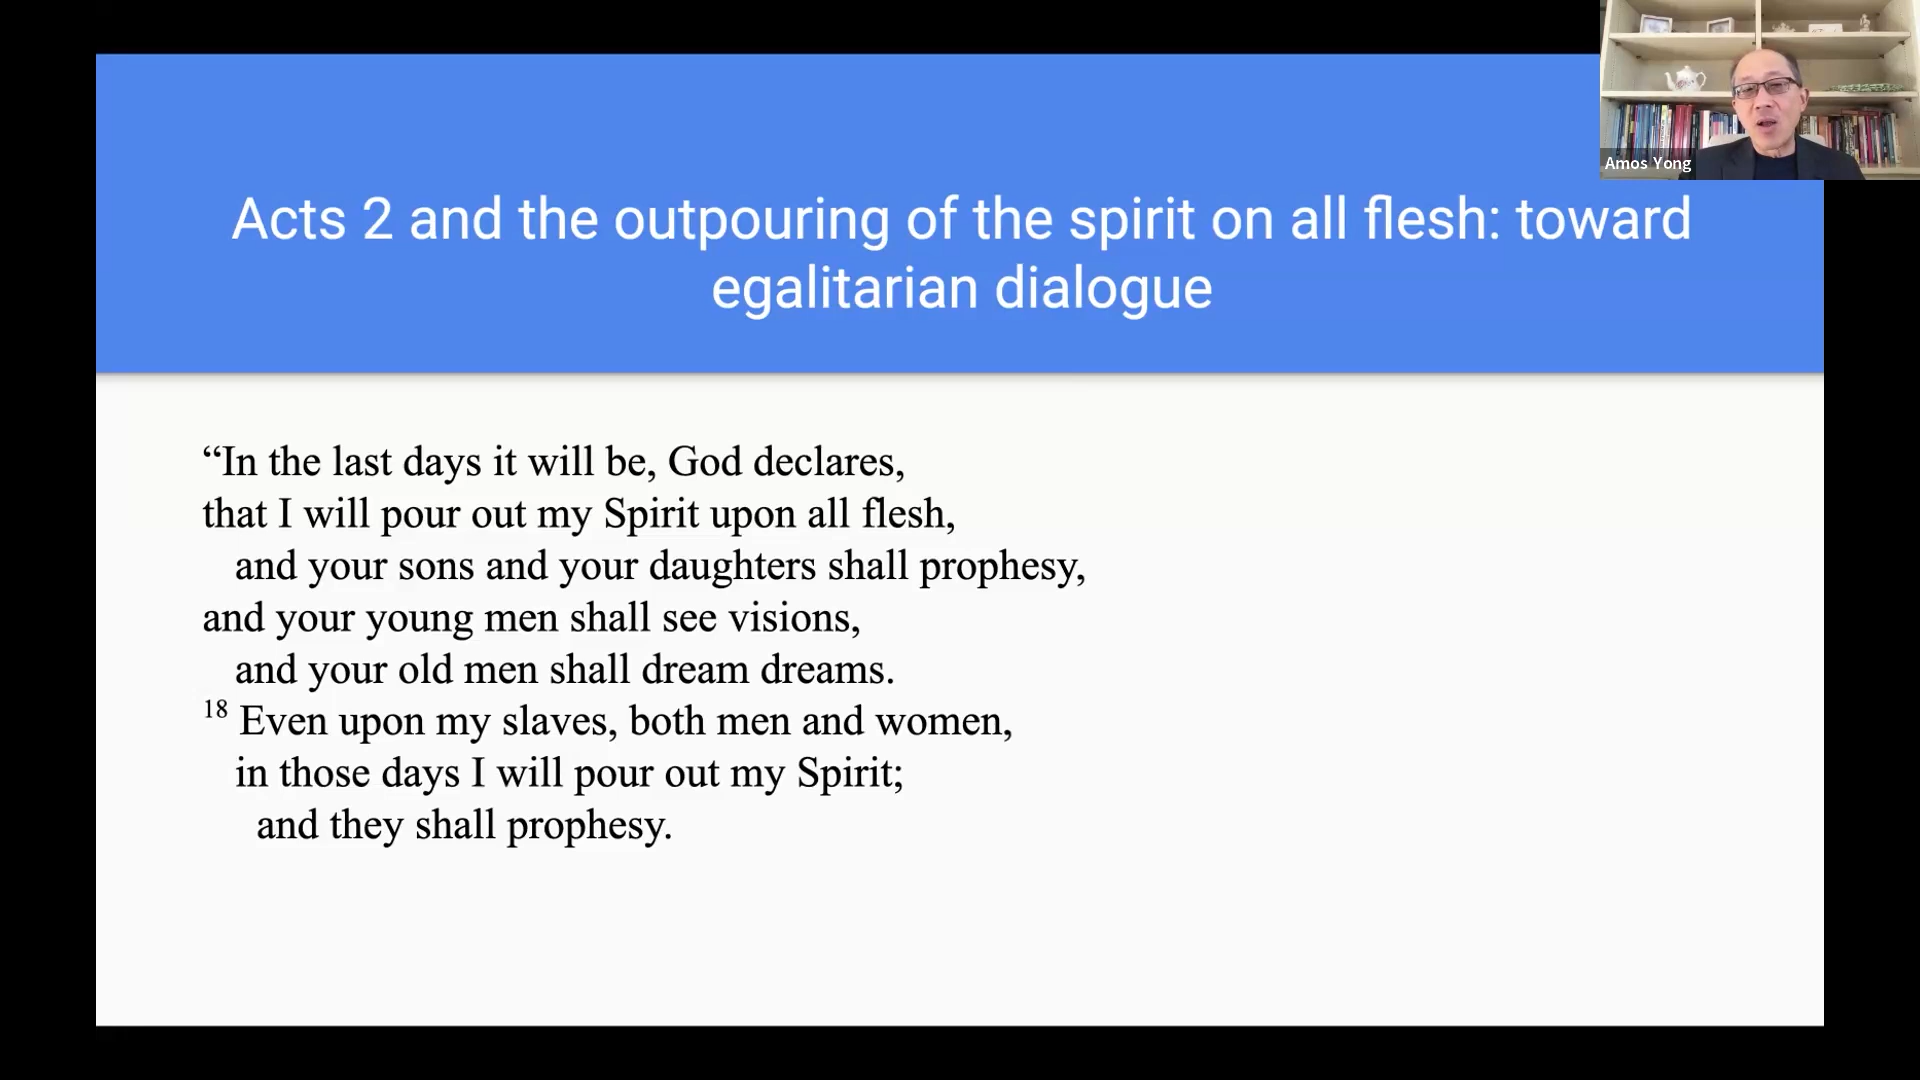 Amos Yong
Acts 2 and the outpouring of the spirit on all flesh: toward
egalitarian dialogue
“In the last days it will be, God declares,
that I will pour out my Spirit upon all flesh,
and your sons and your daughters shall prophesy,
and your young men shall see visions,
and your old men shall dream dreams.
18 Even upon my slaves, both men and women,
in those days I will pour out my Spirit;
and they shall prophesy.